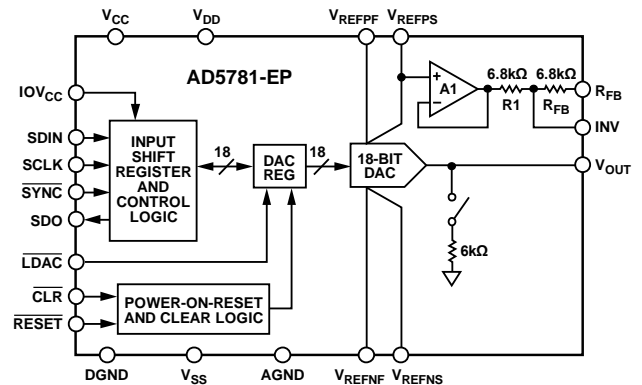 VCC
VDD
VREFPF
VREFPS
AD5781-EP
6.8kΩ
6.8kΩ
A1
R1
RFB
RFB
INV
IOVCC
SDIN
SCLK
SYNC
SDO
LDAC
CLR
RESET
INPUT
SHIFT
REGISTER
AND
CONTROL
LOGIC
18
DAC
REG
18
18-BIT
DAC
VOUT
6kΩ
POWER-ON-RESET
AND CLEAR LOGIC
DGND
VSS
AGND
VREFNF
VREFNS